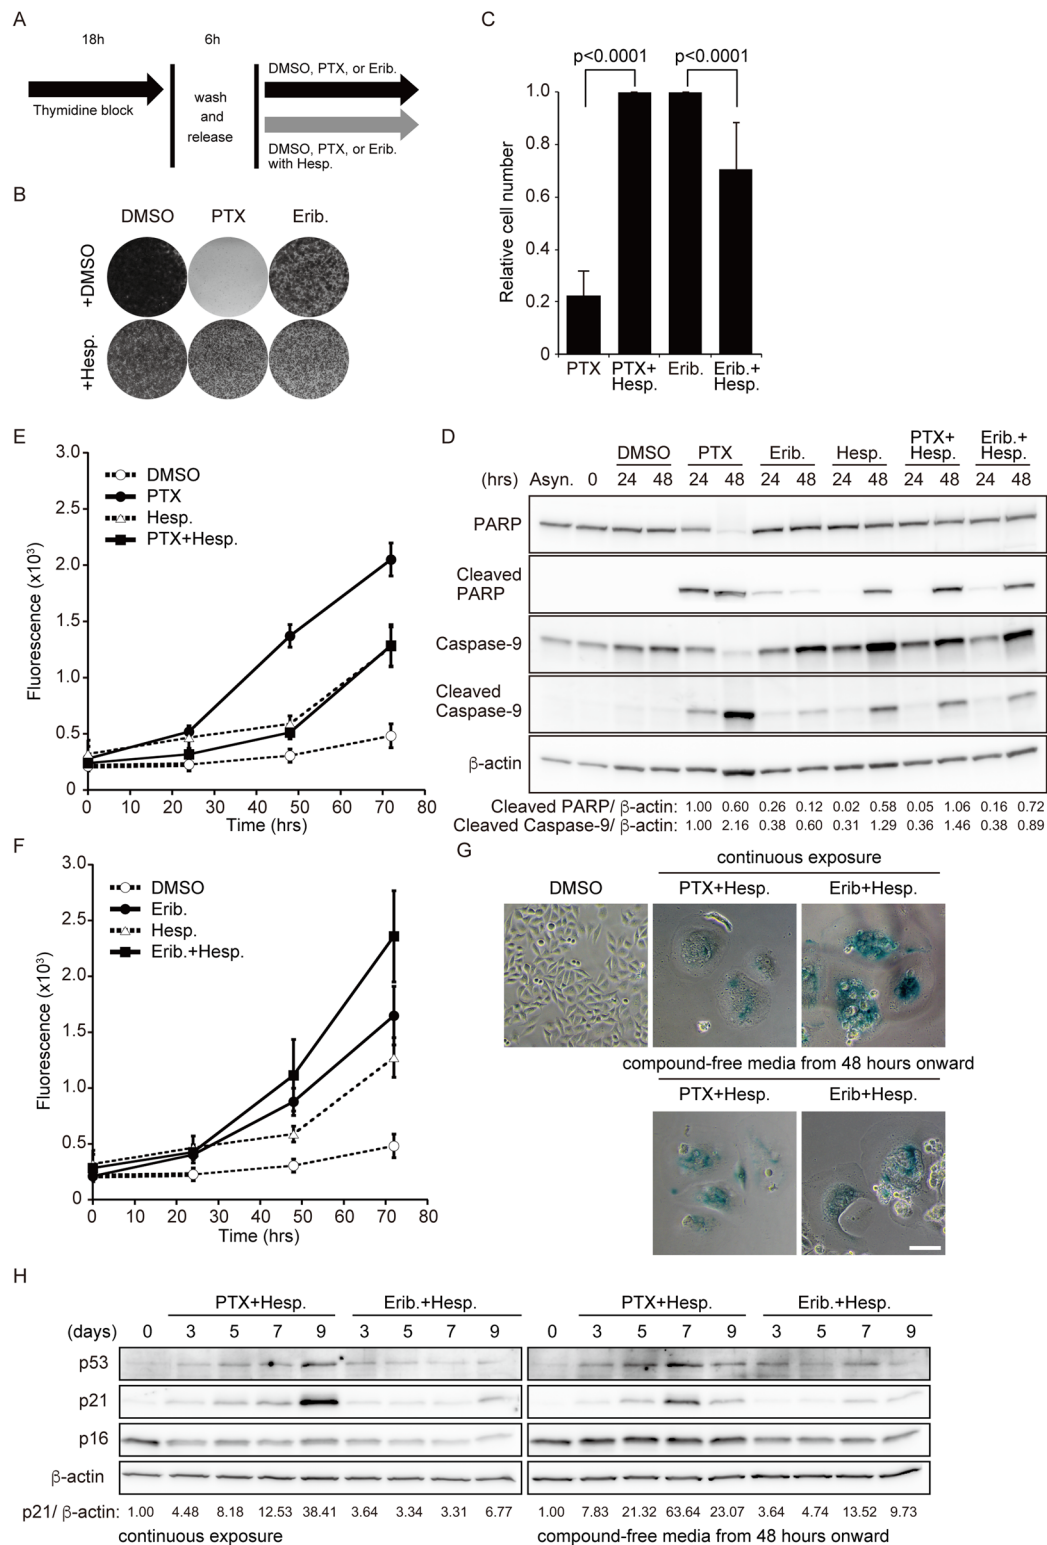 A
18h
6h
Thymidine block
wash
and
release
DMSO, PTX, or Erib.
DMSO, PTX, or Erib.
with Hesp.
B
DMSO PTX Erib.
+DMSO
+Hesp.
C
p<0.0001 p<0.0001
Relative cell number
1.0
0.8
0.6
0.4
0.2
0
PTX PTX+ Hesp. Erib. Erib.+ Hesp.
E
3.0
2.5
2.0
1.5
1.0
0.5
0
Fluorescence (x10³)
DMSO
PTX
Hesp.
PTX+Hesp.
0 10 20 30 40 50 60 70 80
Time (hrs)
D
DMSO PTX Erib. Hesp. PTX+ Hesp. Erib.+ Hesp.
(hrs) Asyn. 0 24 48 24 48 24 48 24 48 24 48 24 48
PARP
Cleaved
PARP
Caspase-9
Cleaved
Caspase-9
β-actin
Cleaved PARP/ β-actin: 1.00 0.60 0.26 0.12 0.02 0.58 0.05 1.06 0.16 0.72
Cleaved Caspase-9/ β-actin: 1.00 2.16 0.38 0.60 0.31 1.29 0.36 1.46 0.38 0.89
F
3.0
2.5
2.0
1.5
1.0
0.5
0
Fluorescence (x10³)
DMSO
Erib.
Hesp.
Erib.+Hesp.
0 10 20 30 40 50 60 70 80
Time (hrs)
G
continuous exposure
DMSO PTX+Hesp. Erib+Hesp.
compound-free media from 48 hours onward
PTX+Hesp. Erib+Hesp.
H
PTX+Hesp. Erib.+Hesp. PTX+Hesp. Erib.+Hesp.
(days) 0 3 5 7 9 3 5 7 9 0 3 5 7 9 3 5 7 9
p53
p21
p16
β-actin
p21/ β-actin: 1.00 4.48 8.18 12.53 38.41 3.64 3.34 3.31 6.77 1.00 7.83 21.32 63.64 23.07 3.64 4.74 13.52 9.73
continuous exposure compound-free media from 48 hours onward